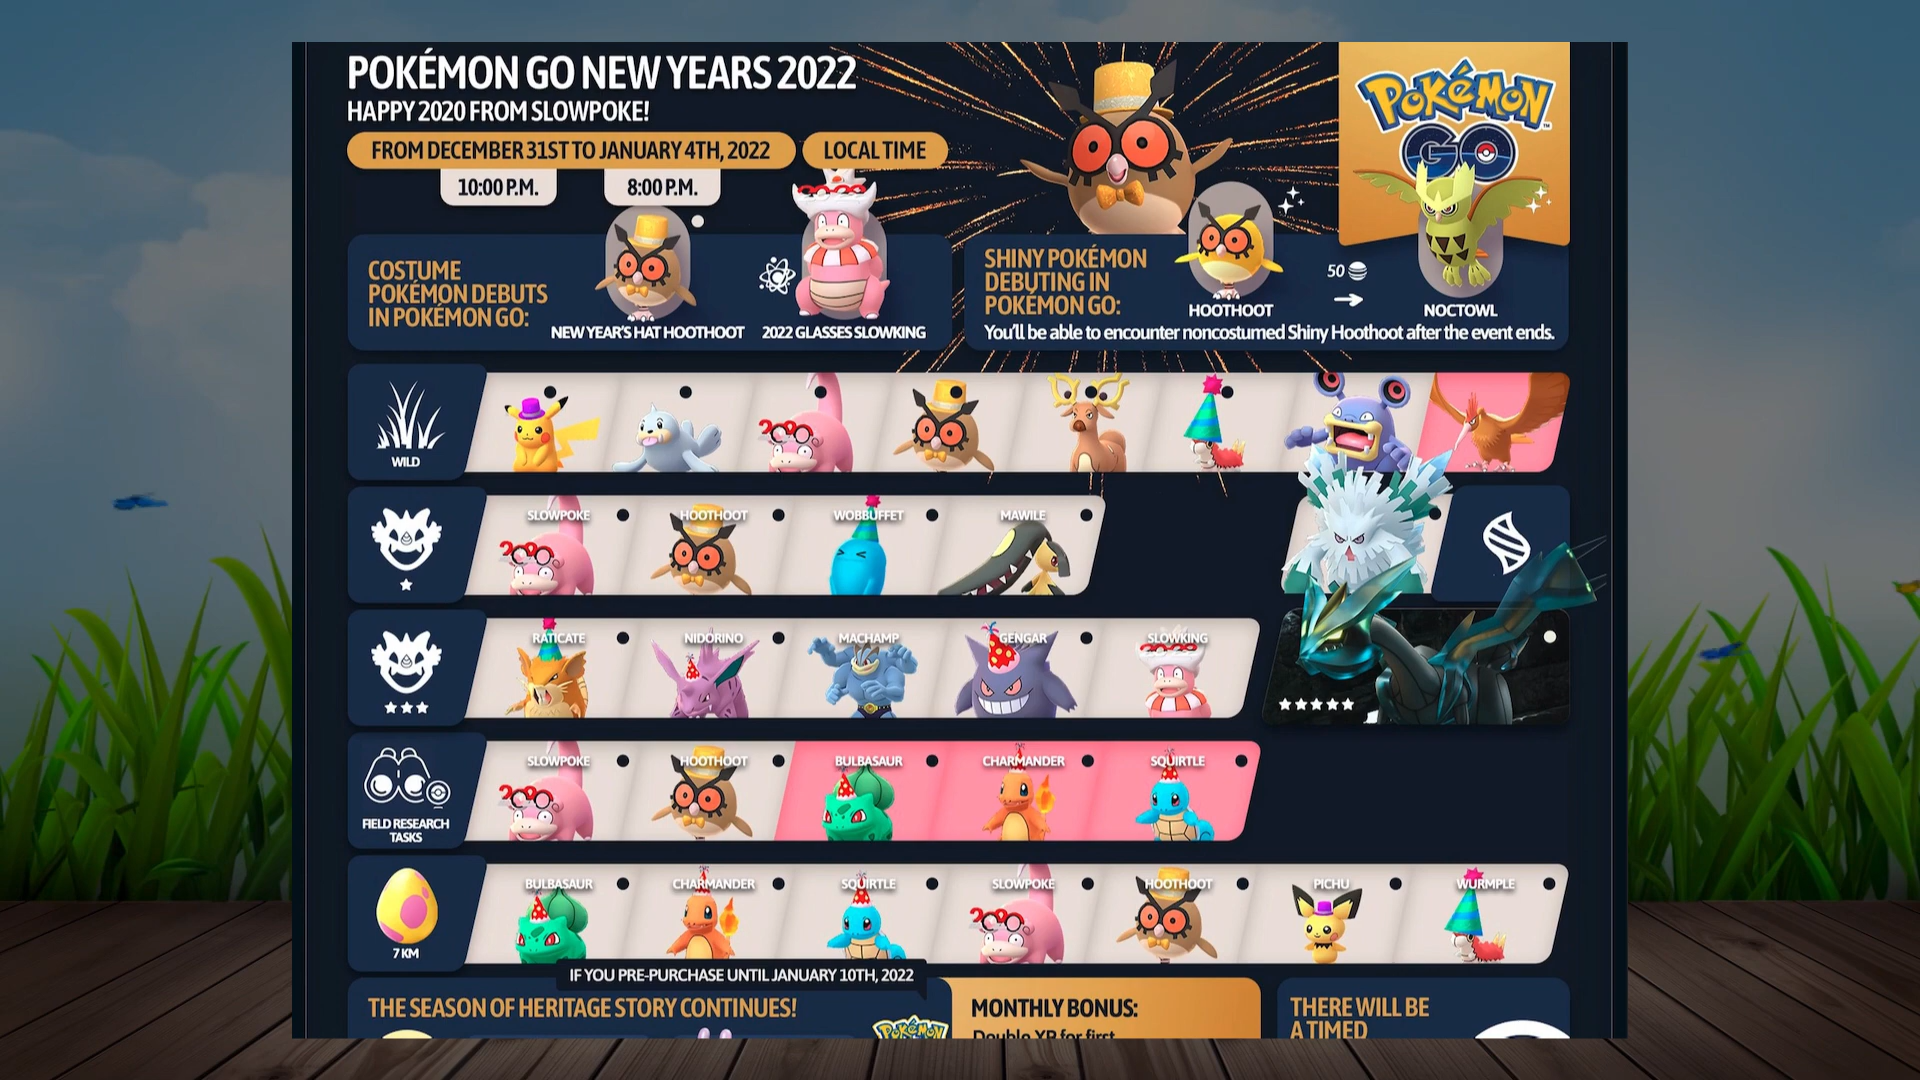 POKÉMON GO NEW YEARS 2022
HAPPY 2020 FROM SLOWPOKE!
FROM DECEMBER 31ST TO JANUARY 4TH, 2022
LOCAL TIME
10:00 P.M.
8:00 P.M.
POKÉMON
GO
COSTUME
POKÉMON DEBUTS
IN POKÉMON GO:
NEW YEAR'S HAT HOOTHOOT
2022 GLASSES SLOWKING
SHINY POKÉMON
DEBUTING IN
POKÉMON GO:
HOOTHOOT
50
NOCTOWL
You'll be able to encounter noncostumed Shiny Hoothoot after the event ends.
WILD
SLOWPOKE
HOOTHOOT
WOBBUFFET
MAWILE
RATICATE
NIDORINO
MACHAMP
GENGAR
SLOWKING
SLOWPOKE
HOOTHOOT
BULBASAUR
CHARMANDER
SQUIRTLE
FIELD RESEARCH
TASKS
BULBASAUR
CHARMANDER
SQUIRTLE
SLOWPOKE
HOOTHOOT
PICHU
WURMPLE
7 KM
IF YOU PRE-PURCHASE UNTIL JANUARY 10TH, 2022
THE SEASON OF HERITAGE STORY CONTINUES!
POKÉMON
MONTHLY BONUS:
Double XP for first
THERE WILL BE
A TIMED